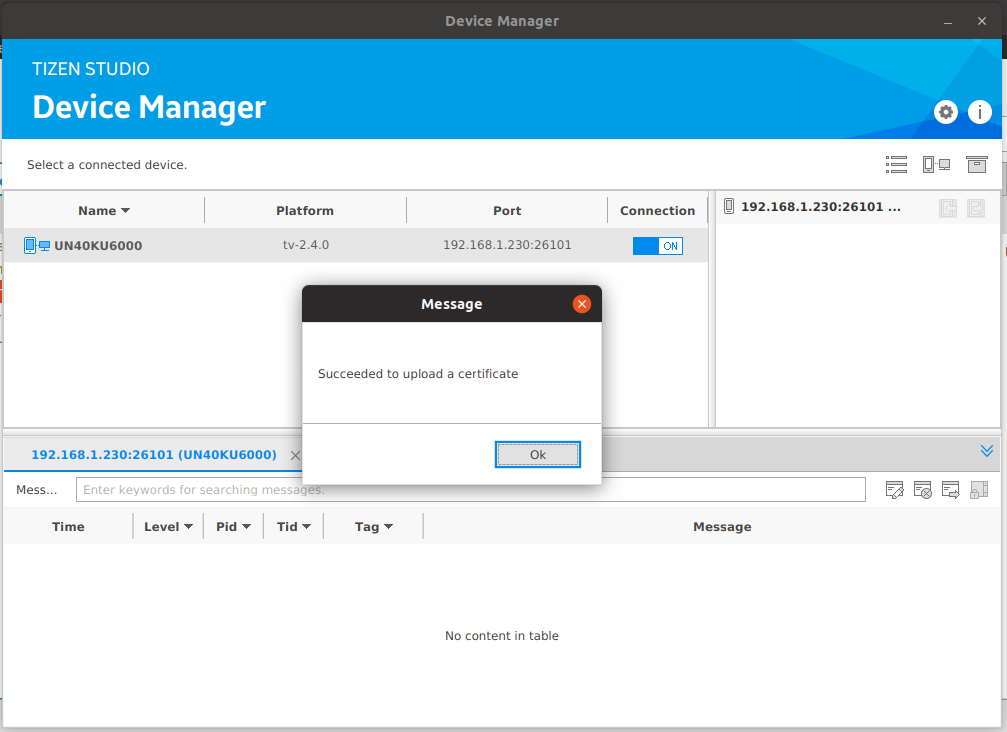 Device Manager
TIZEN STUDIO
Device Manager
Select a connected device.
Name Platform Port Connection
192.168.1.230:26101 ...
UN40KU6000 tv-2.4.0 192.168.1.230:26101 ON
Message
Succeeded to upload a certificate
Ok
192.168.1.230:26101 (UN40KU6000)
Mess... Enter keywords for searching messages.
Time Level Pid Tid Tag Message
No content in table